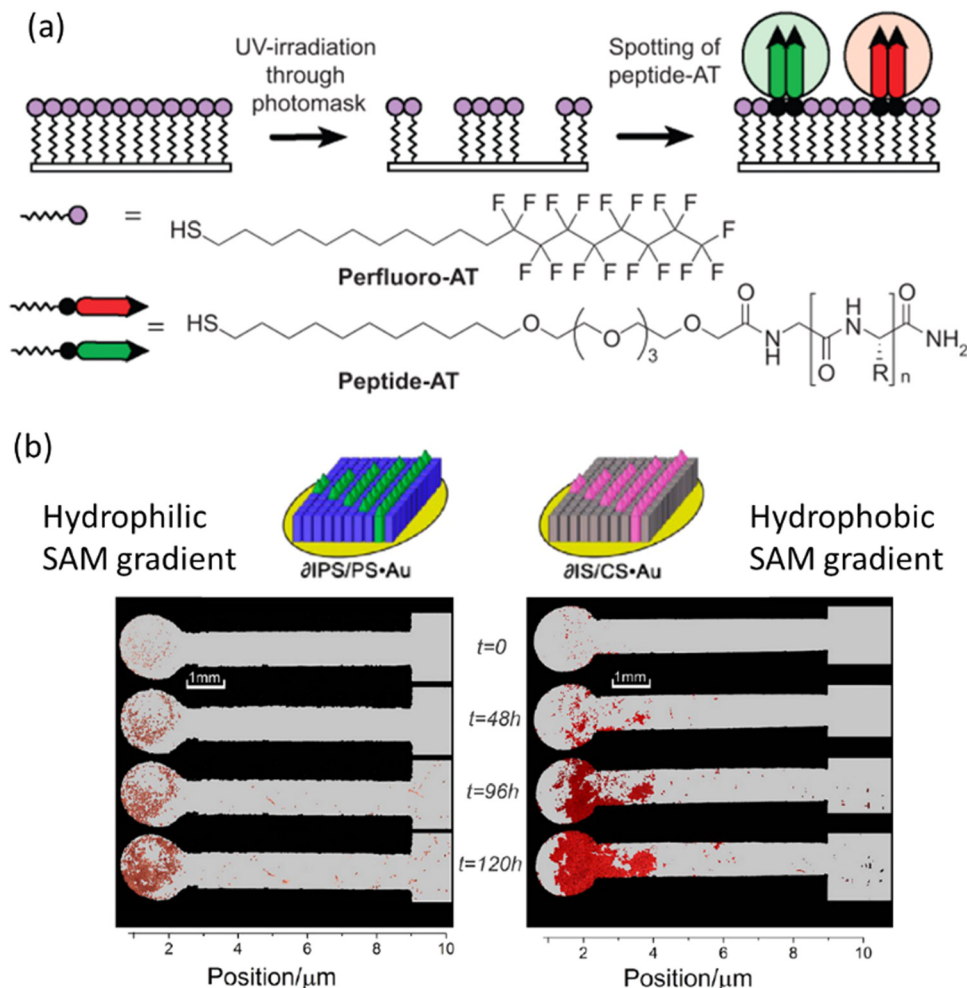 (a)
UV-irradiation
through
photomask
Spotting of
peptide-AT
=
HS
F F F F F F F F
F
F F F F F F F F
Perfluoro-AT
=
HS
O
O
3
O
O
N
H
O
H
N
R
n
O
NH2
Peptide-AT
(b)
Hydrophilic
SAM gradient
∂IPS/PS•Au
∂IS/CS•Au
Hydrophobic
SAM gradient
t=0
1mm
1mm
t=48h
t=96h
t=120h
2 4 6 8 10
Position/μm
2 4 6 8 10
Position/μm